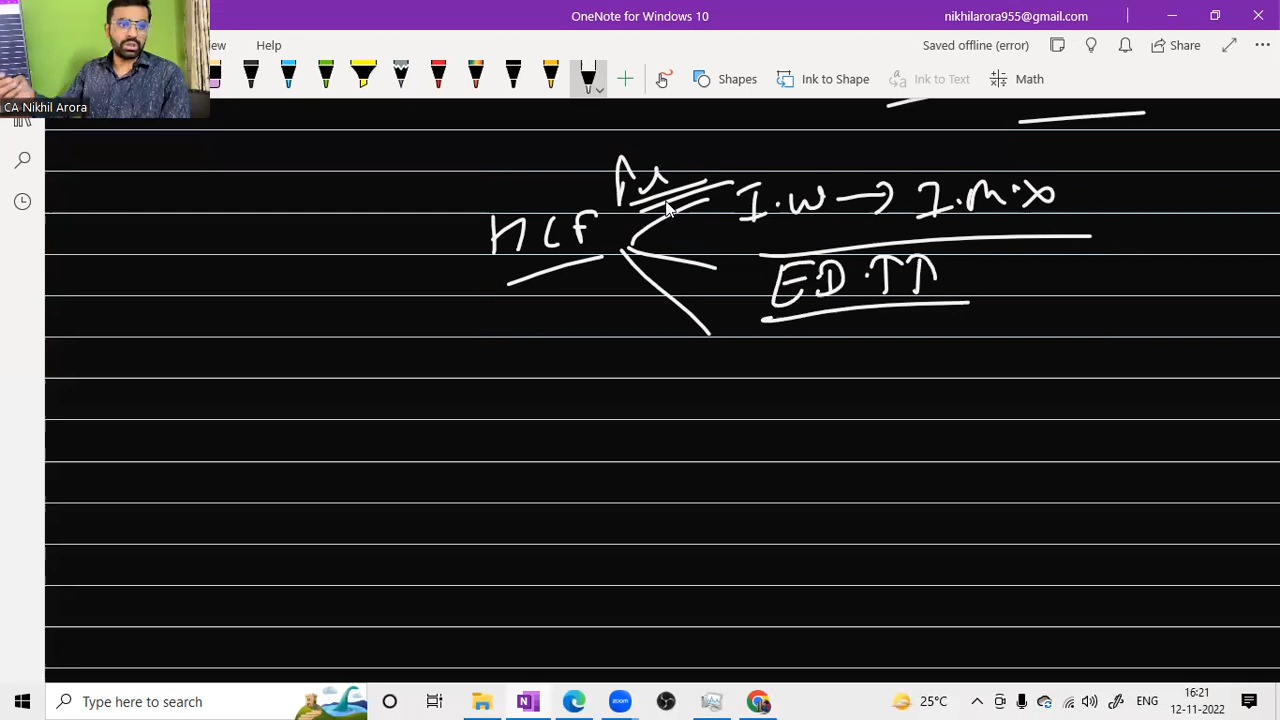 OneNote for Windows 10
nikhilarora955@gmail.com
ew Help
Saved offline (error)
Share
Shapes
Ink to Shape
Ink to Text
Math
CA Nikhil Arora
I.W → I.M.X
HCF
ED.TT
Type here to search
25°C
ENG
16:21
12-11-2022